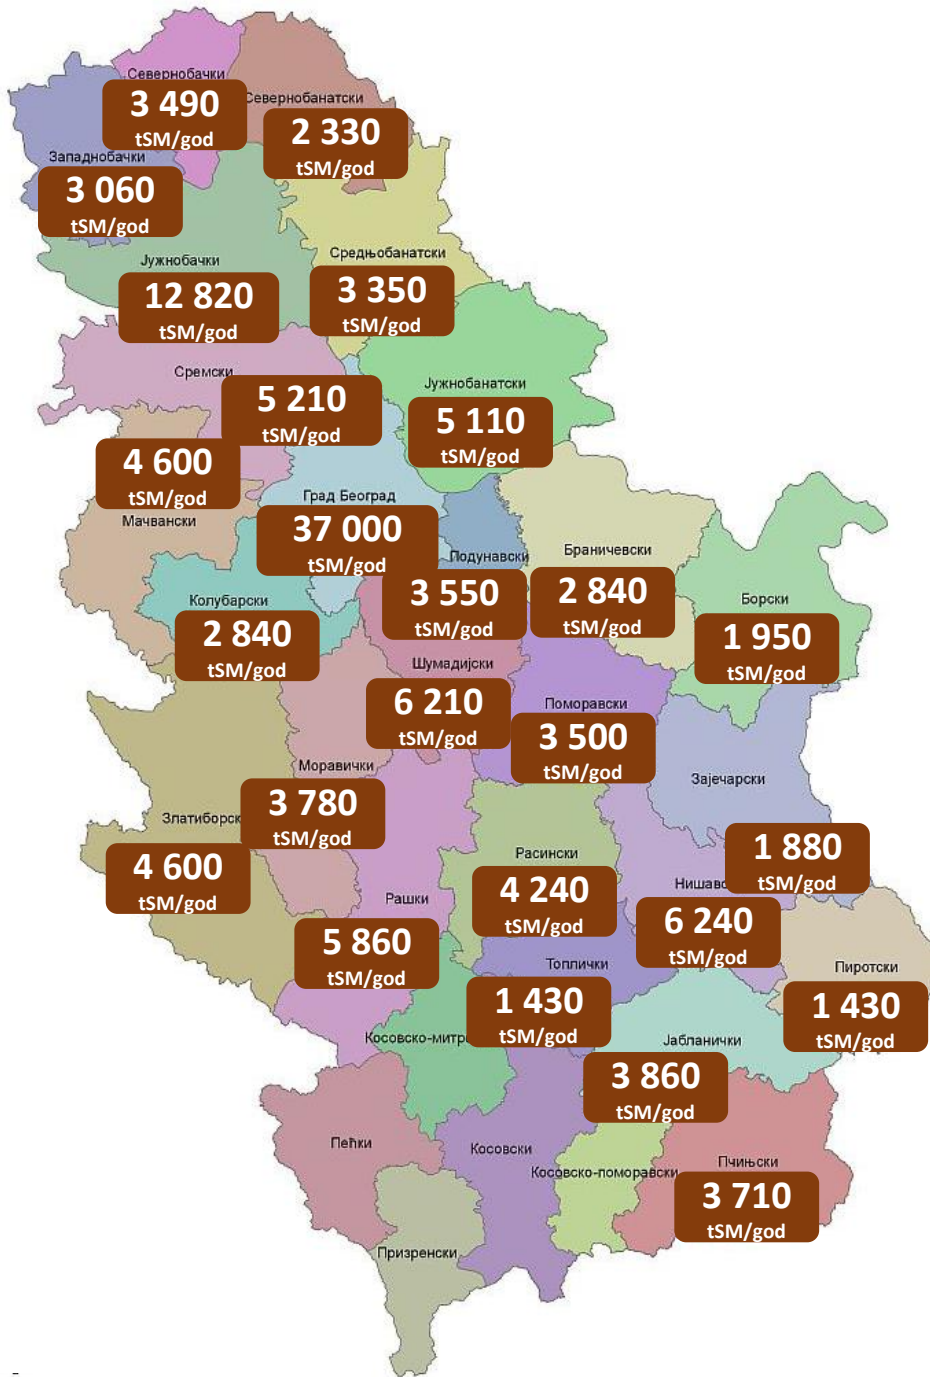 Севернобачки
3 490
tSM/god
Севернобанатски
2 330
tSM/god
Западнобачки
3 060
tSM/god
Јужнобачки
12 820
tSM/god
Средњобанатски
3 350
tSM/god
Сремски
5 210
tSM/god
Јужнобанатски
5 110
tSM/god
4 600
tSM/god
Мачвански
Град Београд
37 000
tSM/god
Подунавски
3 550
tSM/god
Браничевски
2 840
tSM/god
Борски
1 950
tSM/god
Колубарски
2 840
tSM/god
Шумадијски
6 210
tSM/god
Поморавски
3 500
tSM/god
Зајечарски
1 880
tSM/god
Моравички
3 780
tSM/god
Златиборск
4 600
tSM/god
Рашки
5 860
tSM/god
Расински
4 240
tSM/god
Нишавс
6 240
tSM/god
Топлички
1 430
tSM/god
Пиротски
1 430
tSM/god
Јабланички
3 860
tSM/god
Косовско-митр
Пећки
Косовски
Косовско-поморавски
Пчињски
3 710
tSM/god
Призренски